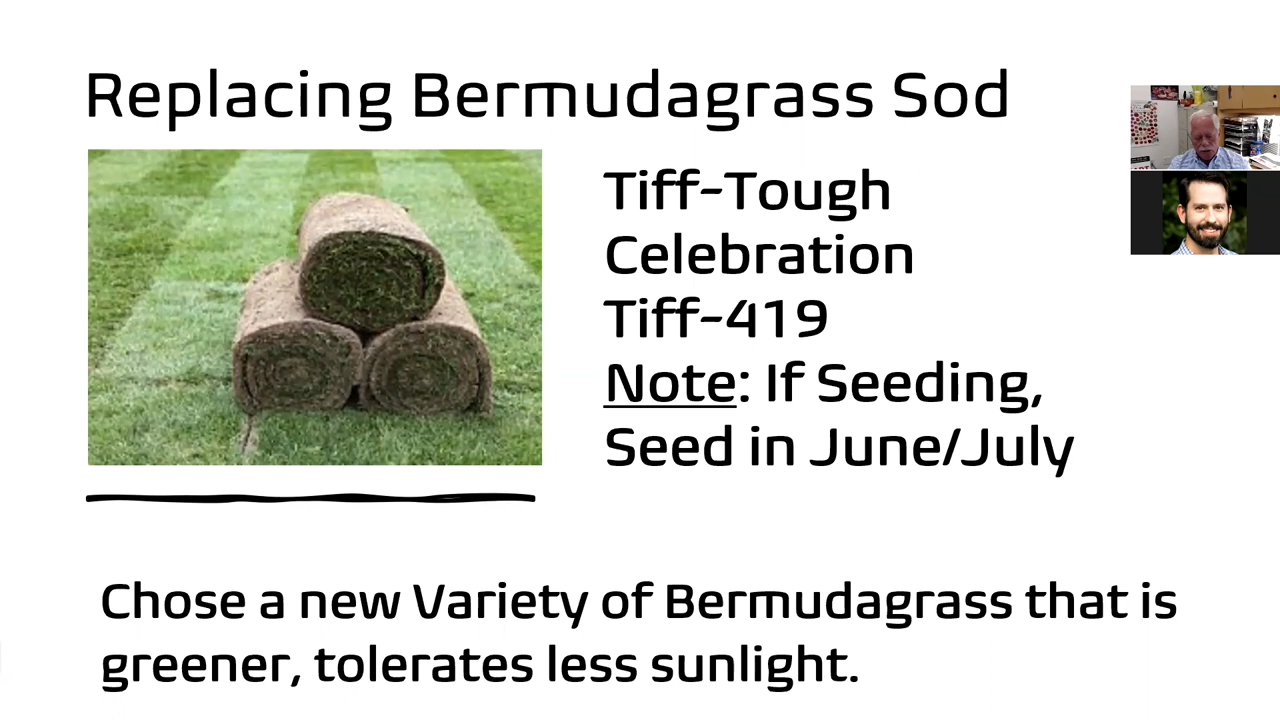 Replacing Bermudagrass Sod
Tiff-Tough
Celebration
Tiff-419
Note: If Seeding,
Seed in June/July
Chose a new Variety of Bermudagrass that is
greener, tolerates less sunlight.